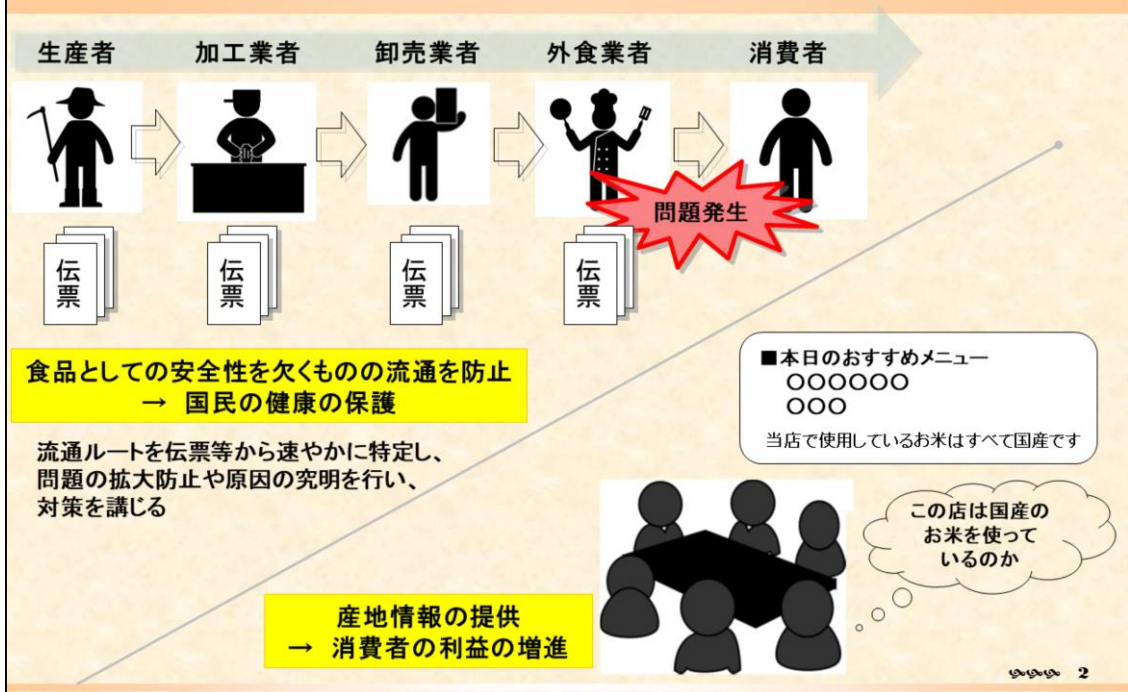 生産者
加工業者
卸売業者
外食業者
消費者
問題発生
伝票
伝票
伝票
伝票
食品としての安全性を欠くものの流通を防止
→ 国民の健康の保護
流通ルートを伝票等から速やかに特定し、
問題の拡大防止や原因の究明を行い、
対策を講じる
■本日のおすすめメニュー
○○○○○○
○○○
当店で使用しているお米はすべて国産です
この店は国産の
お米を使って
いるのか
産地情報の提供
→ 消費者の利益の増進
2